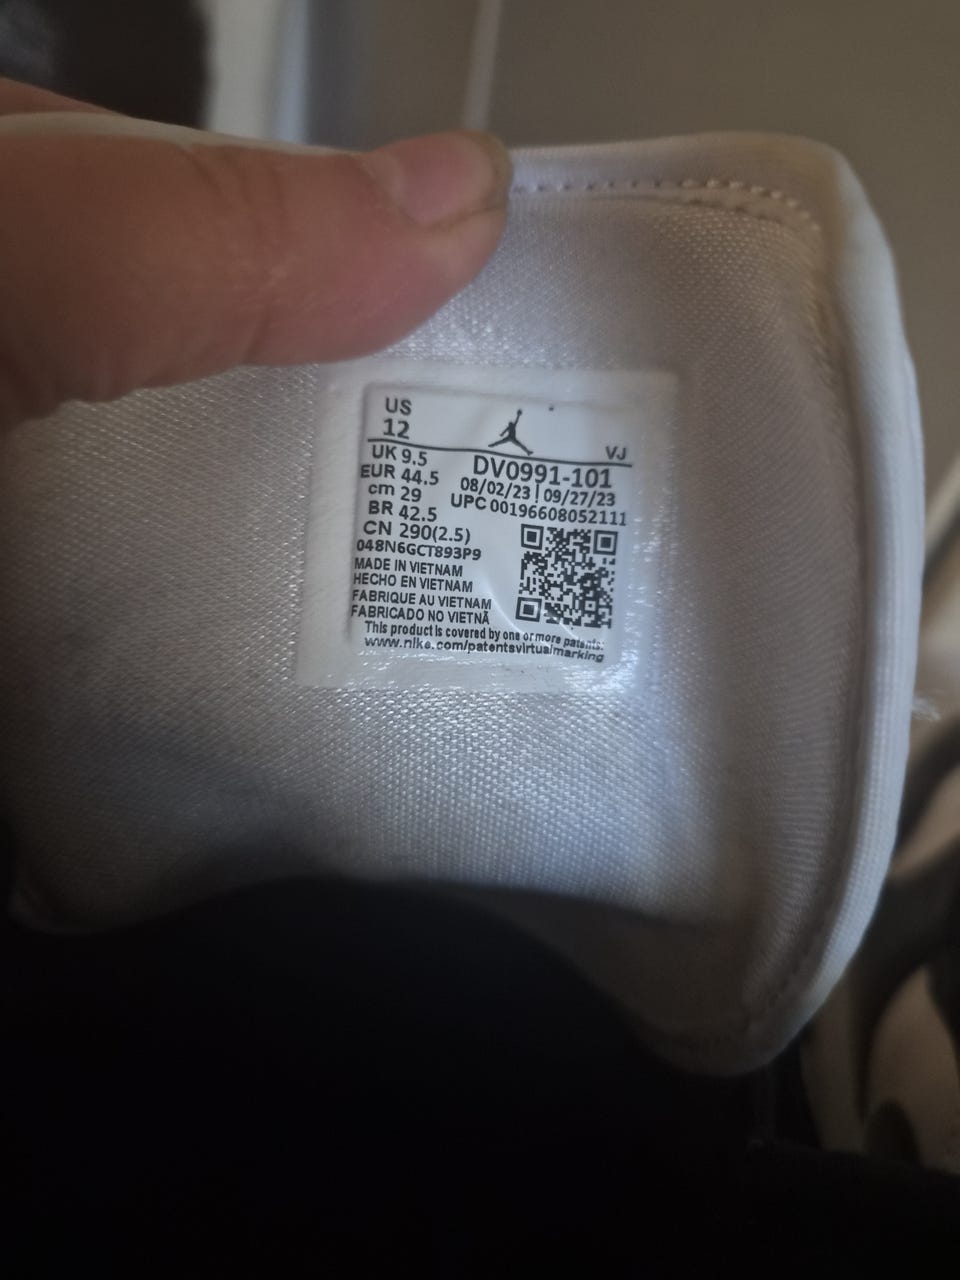 US
12
VJ
UK 9.5
DV0991-101
EUR 44.5
08/02/23 | 09/27/23
cm 29
UPC 00196608052111
BR 42.5
CN 290(2.5)
048N6GCT893P9
MADE IN VIETNAM
HECHO EN VIETNAM
FABRIQUE AU VIETNAM
FABRICADO NO VIETNÃ
This product is covered by one or more patents:
www.nike.com/patentsvirtualmarking